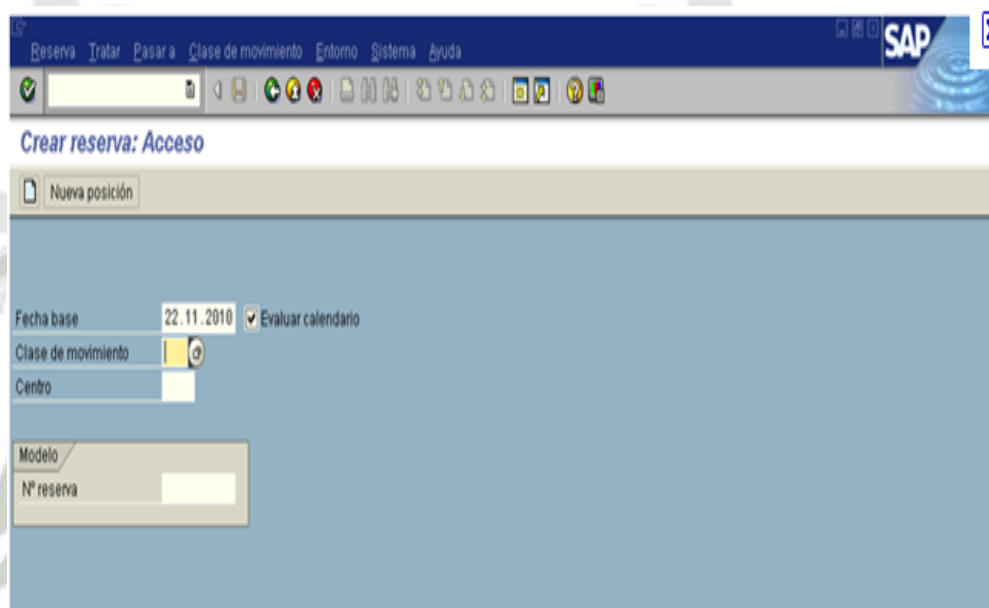 Reserva Tratar Pasar a Clase de movimiento Entorno Sistema Ayuda
SAP
Crear reserva: Acceso
Nueva posición
Fecha base 22.11.2010 Evaluar calendario
Clase de movimiento
Centro
Modelo
Nº reserva